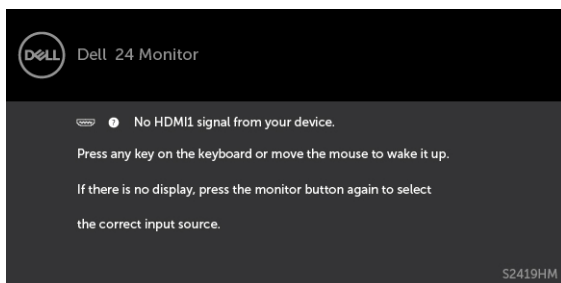 DELL
Dell 24 Monitor
? No HDMI1 signal from your device.
Press any key on the keyboard or move the mouse to wake it up.
If there is no display, press the monitor button again to select
the correct input source.
S2419HM